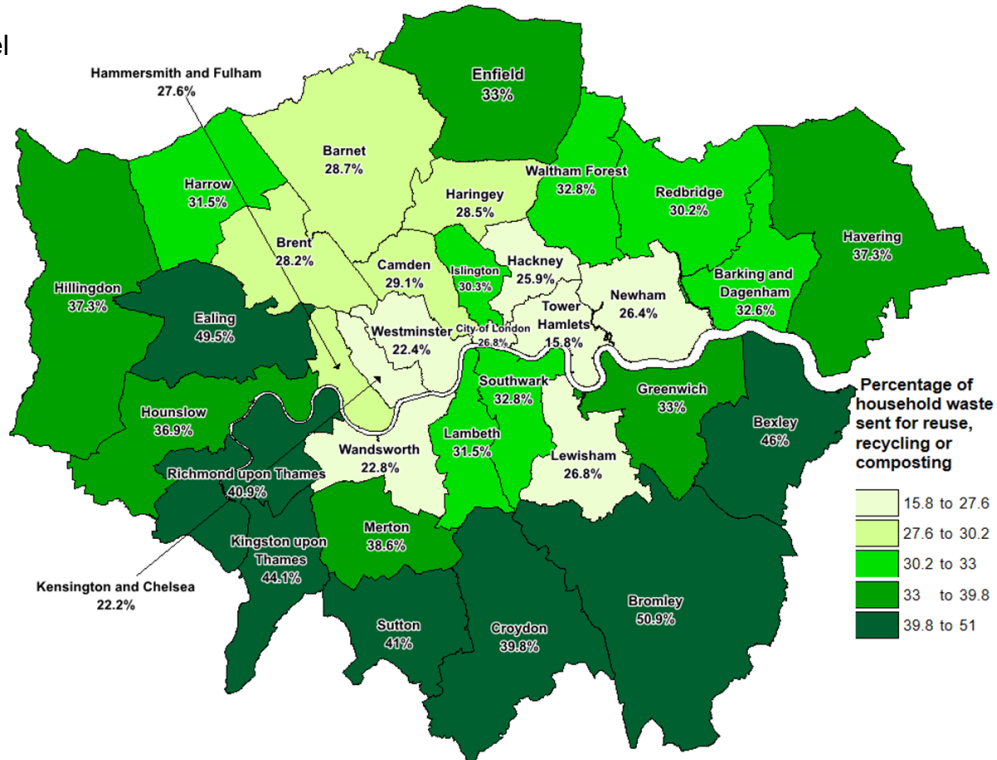 el
Hammersmith and Fulham
27.6%
Enfield
33%
Barnet
28.7%
Waltham Forest
32.8%
Harrow
31.5%
Haringey
28.5%
Redbridge
30.2%
Brent
28.2%
Havering
37.3%
Camden
29.1%
Islington
30.3%
Hackney
25.9%
Barking and
Dagenham
32.6%
Hillingdon
37.3%
Ealing
49.5%
Newham
26.4%
Tower
Hamlets
15.8%
Westminster
22.4%
City of London
26.8%
Southwark
32.8%
Greenwich
33%
Hounslow
36.9%
Bexley
46%
Lambeth
31.5%
Wandsworth
22.8%
Lewisham
26.8%
Richmond upon Thames
40.9%
Merton
38.6%
Kingston upon
Thames
44.1%
Kensington and Chelsea
22.2%
Bromley
50.9%
Sutton
41%
Croydon
39.8%
Percentage of
household waste
sent for reuse,
recycling or
composting
15.8 to 27.6
27.6 to 30.2
30.2 to 33
33 to 39.8
39.8 to 51